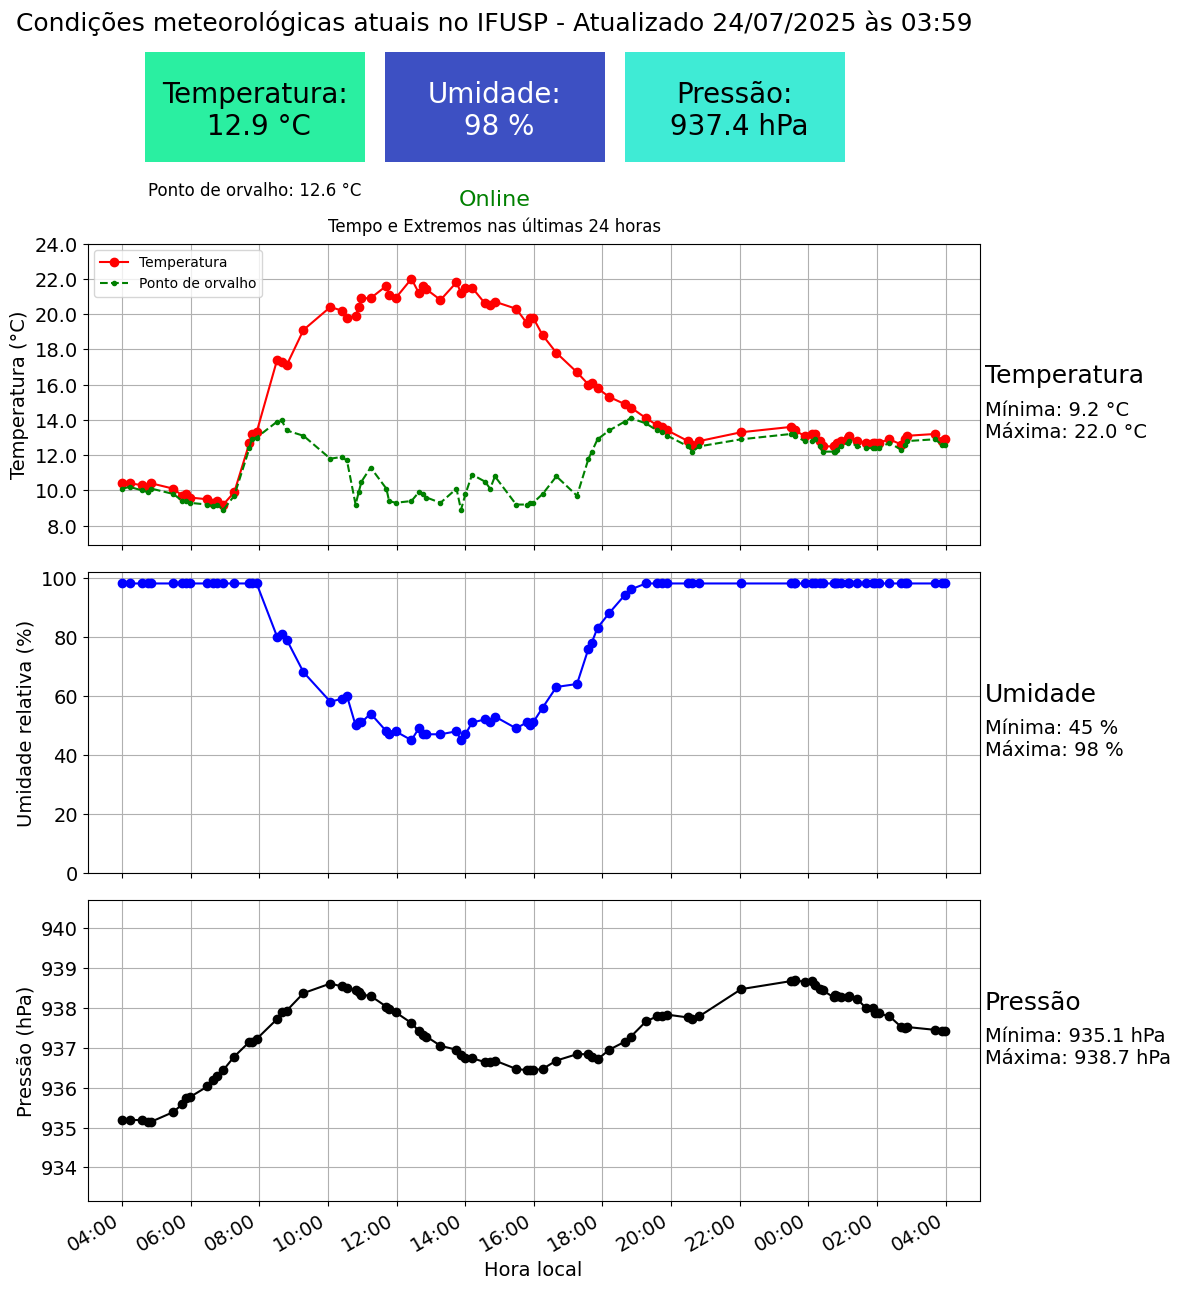 Condições meteorológicas atuais no IFUSP - Atualizado 24/07/2025 às 03:59
Temperatura:
12.9 °C
Umidade:
98 %
Pressão:
937.4 hPa
Ponto de orvalho: 12.6 °C
Online
Tempo e Extremos nas últimas 24 horas
Temperatura (°C)
24.0
22.0
20.0
18.0
16.0
14.0
12.0
10.0
8.0
Temperatura
Ponto de orvalho
Temperatura
Mínima: 9.2 °C
Máxima: 22.0 °C
Umidade relativa (%)
100
80
60
40
20
0
Umidade
Mínima: 45 %
Máxima: 98 %
Pressão (hPa)
940
939
938
937
936
935
934
Pressão
Mínima: 935.1 hPa
Máxima: 938.7 hPa
04:00 06:00 08:00 10:00 12:00 14:00 16:00 18:00 20:00 22:00 00:00 02:00 04:00
Hora local